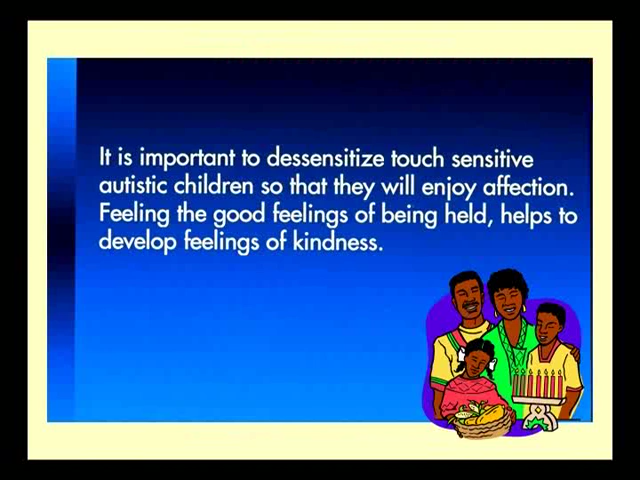 It is important to dessensitize touch sensitive
autistic children so that they will enjoy affection.
Feeling the good feelings of being held, helps to
develop feelings of kindness.